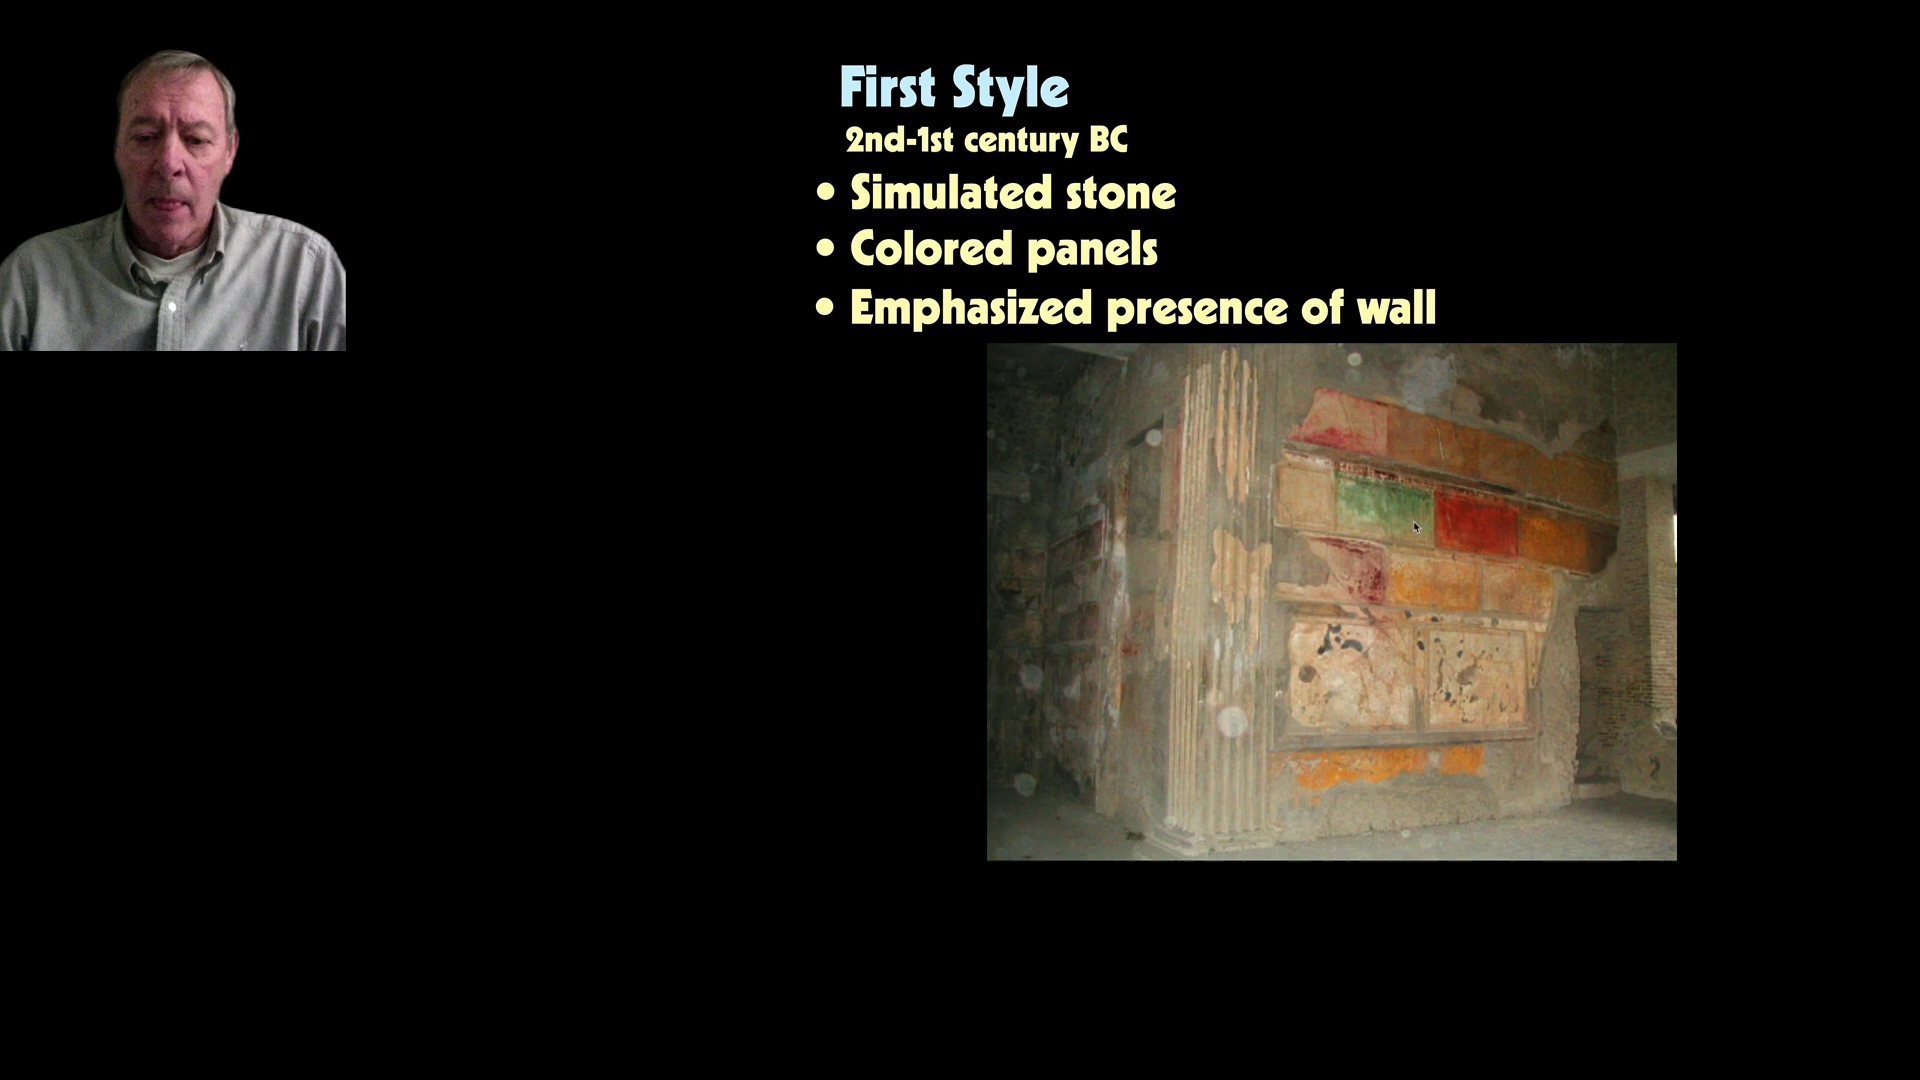 First Style
2nd-1st century BC
• Simulated stone
• Colored panels
• Emphasized presence of wall